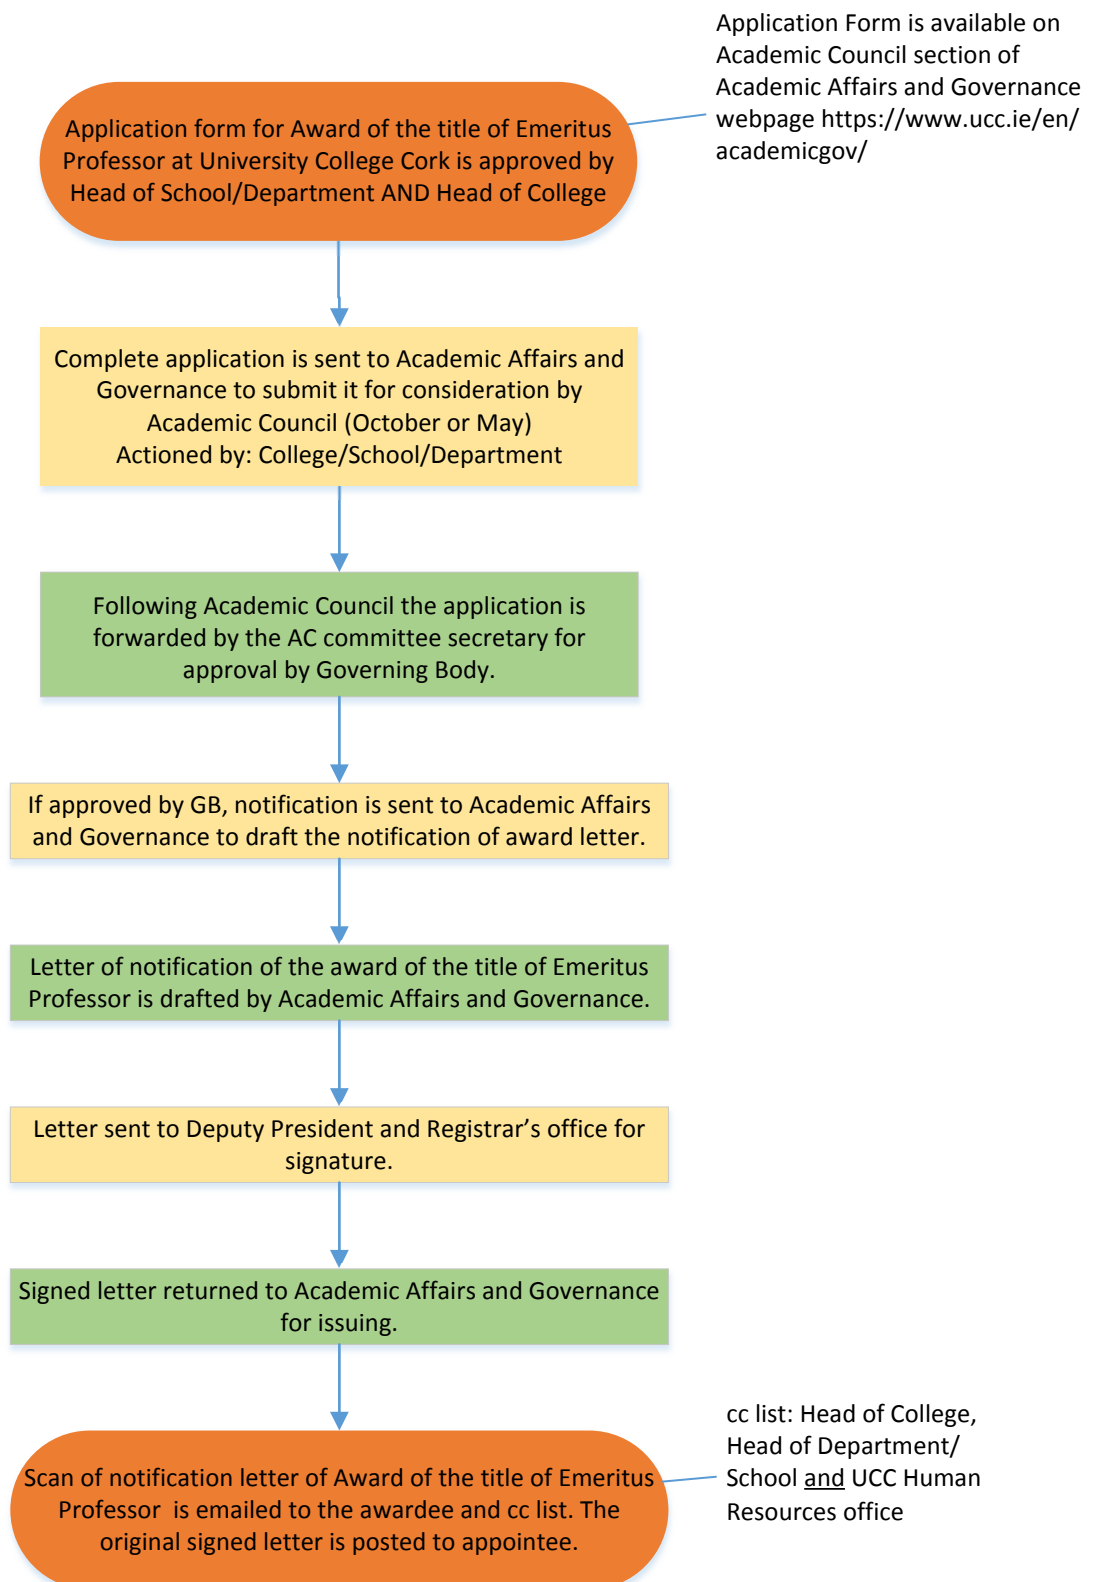 Application Form is available on
Academic Council section of
Academic Affairs and Governance
webpage https://www.ucc.ie/en/
academicgov/
Application form for Award of the title of Emeritus
Professor at University College Cork is approved by
Head of School/Department AND Head of College
Complete application is sent to Academic Affairs and
Governance to submit it for consideration by
Academic Council (October or May)
Actioned by: College/School/Department
Following Academic Council the application is
forwarded by the AC committee secretary for
approval by Governing Body.
If approved by GB, notification is sent to Academic Affairs
and Governance to draft the notification of award letter.
Letter of notification of the award of the title of Emeritus
Professor is drafted by Academic Affairs and Governance.
Letter sent to Deputy President and Registrar’s office for
signature.
Signed letter returned to Academic Affairs and Governance
for issuing.
Scan of notification letter of Award of the title of Emeritus
Professor  is emailed to the awardee and cc list. The
original signed letter is posted to appointee.
cc list: Head of College,
Head of Department/
School and UCC Human
Resources office